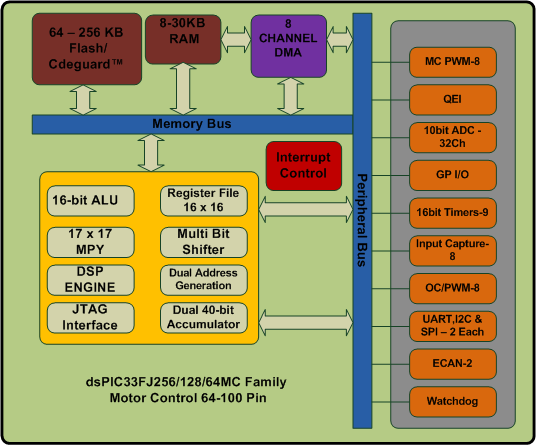 64 – 256 KB
Flash/
Cdeguard™
8-30KB
RAM
8
CHANNEL
DMA
Memory Bus
Interrupt
Control
Peripheral Bus
16-bit ALU
Register File
16 x 16
17 x 17
MPY
Multi Bit
Shifter
DSP
ENGINE
Dual Address
Generation
JTAG
Interface
Dual 40-bit
Accumulator
MC PWM-8
QEI
10bit ADC -
32Ch
GP I/O
16bit Timers-9
Input Capture-
8
OC/PWM-8
UART,I2C &
SPI – 2 Each
ECAN-2
Watchdog
dsPIC33FJ256/128/64MC Family
Motor Control 64-100 Pin